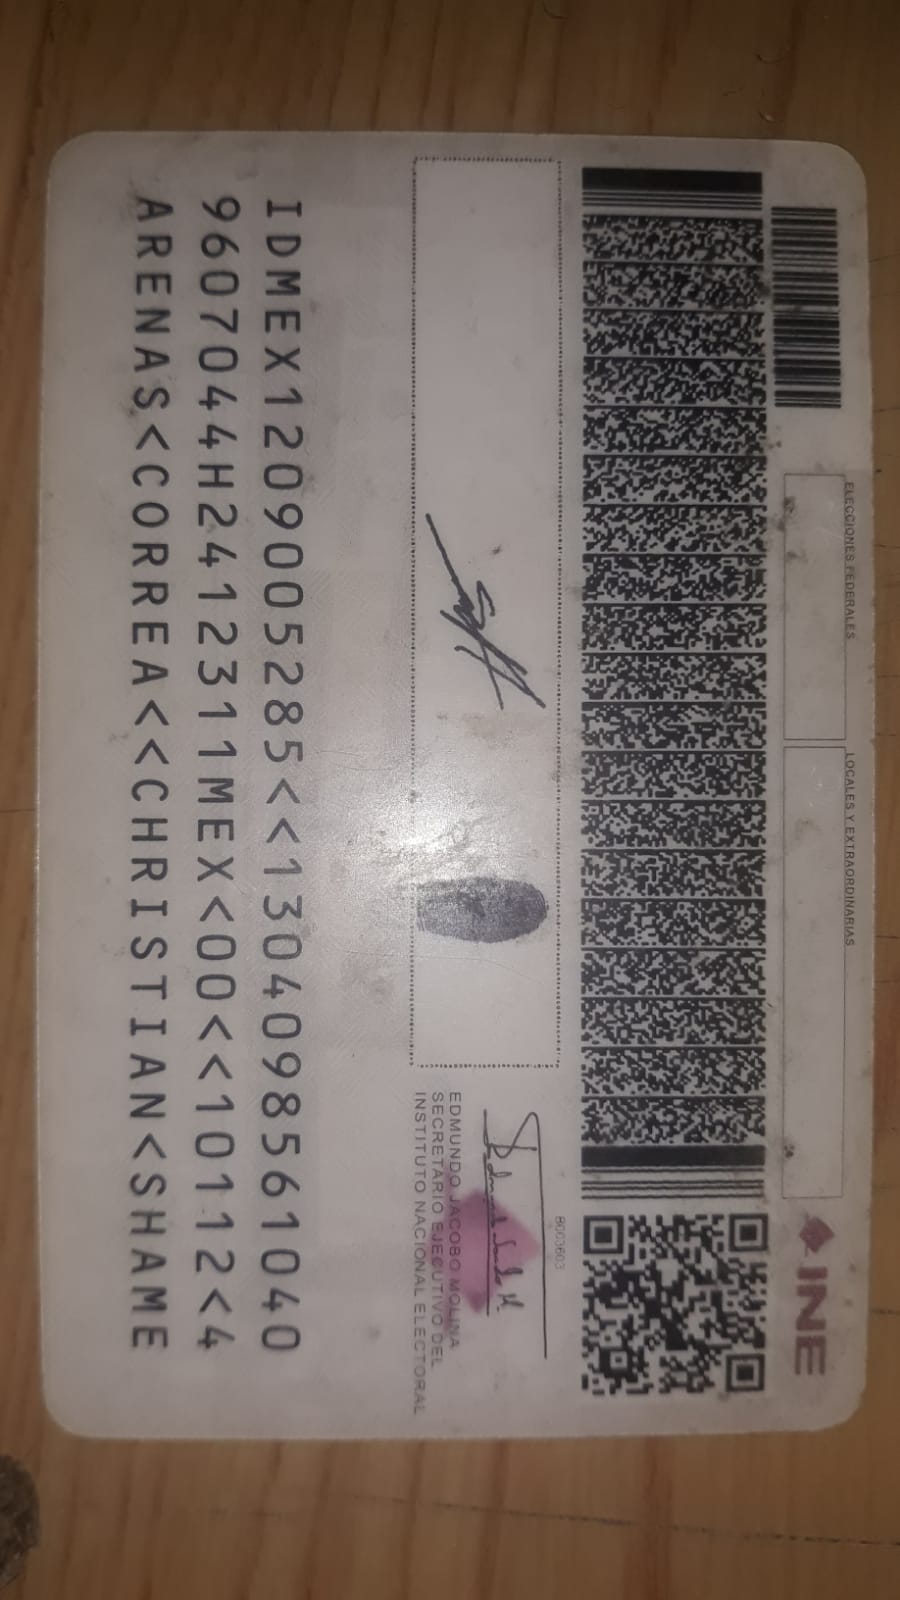 ELECCIONES FEDERALES
LOCALES Y EXTRAORDINARIAS
INE
8003603
EDMUNDO JACOBO MOLINA
SECRETARIO EJECUTIVO DEL
INSTITUTO NACIONAL ELECTORAL
IDMEX1209005285<<1304098561040
9607044H2412311MEX<00<<10112<4
ARENAS<CORREA<<CHRISTIAN<SHAME